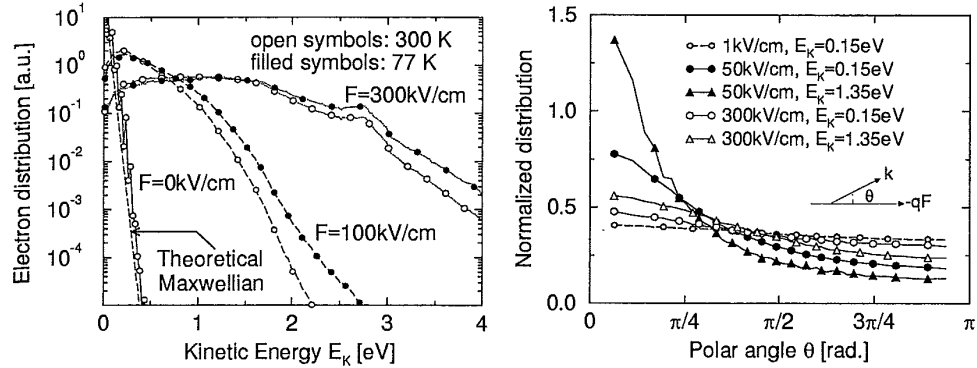 Electron distribution [a.u.]
10^1
10^0
10^-1
10^-2
10^-3
10^-4
open symbols: 300 K
filled symbols: 77 K
F=300kV/cm
F=0kV/cm
F=100kV/cm
Theoretical
Maxwellian
0 1 2 3 4
Kinetic Energy E_K [eV]
Normalized distribution
1.5
1.0
0.5
0.0
1kV/cm, E_K=0.15eV
50kV/cm, E_K=0.15eV
50kV/cm, E_K=1.35eV
300kV/cm, E_K=0.15eV
300kV/cm, E_K=1.35eV
k
θ
-qF
0 π/4 π/2 3π/4 π
Polar angle θ [rad.]